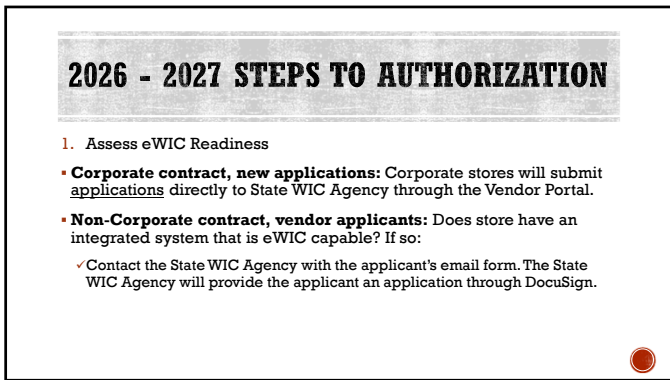 2026 - 2027 STEPS TO AUTHORIZATION
1. Assess eWIC Readiness
▪ Corporate contract, new applications: Corporate stores will submit
applications directly to State WIC Agency through the Vendor Portal.
▪ Non-Corporate contract, vendor applicants: Does store have an
integrated system that is eWIC capable? If so:
✓Contact the State WIC Agency with the applicant's email form. The State
WIC Agency will provide the applicant an application through DocuSign.